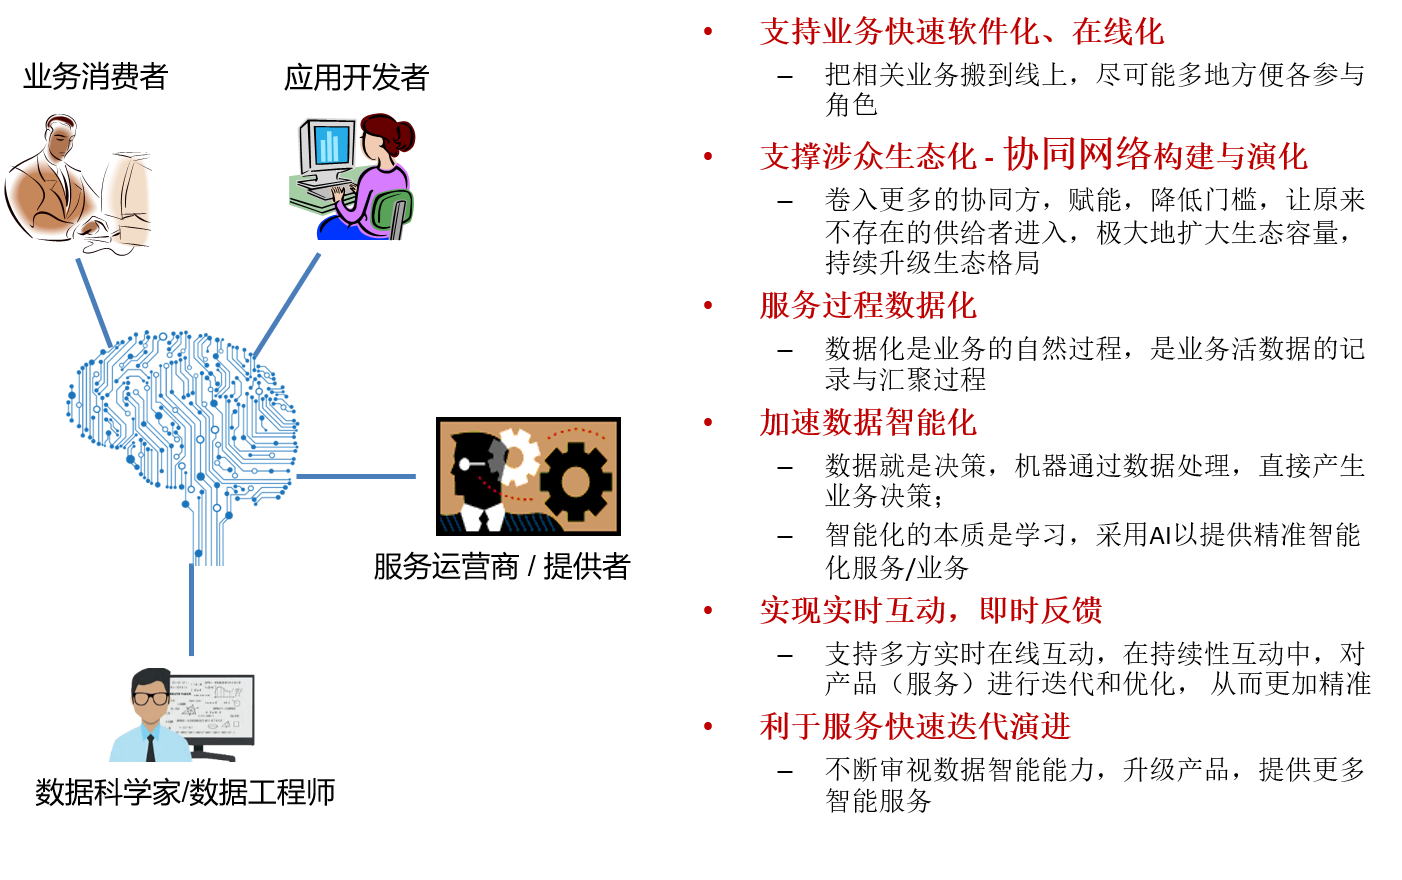 业务消费者
应用开发者
服务运营商 / 提供者
数据科学家/数据工程师
• 支持业务快速软件化、在线化
– 把相关业务搬到线上，尽可能多地方便各参与
角色
• 支撑涉众生态化 - 协同网络构建与演化
– 卷入更多的协同方，赋能，降低门槛，让原来
不存在的供给者进入，极大地扩大生态容量，
持续升级生态格局
• 服务过程数据化
– 数据化是业务的自然过程，是业务活数据的记
录与汇聚过程
• 加速数据智能化
– 数据就是决策，机器通过数据处理，直接产生
业务决策；
– 智能化的本质是学习，采用AI以提供精准智能
化服务/业务
• 实现实时互动，即时反馈
– 支持多方实时在线互动，在持续性互动中，对
产品（服务）进行迭代和优化， 从而更加精准
• 利于服务快速迭代演进
– 不断审视数据智能能力，升级产品，提供更多
智能服务